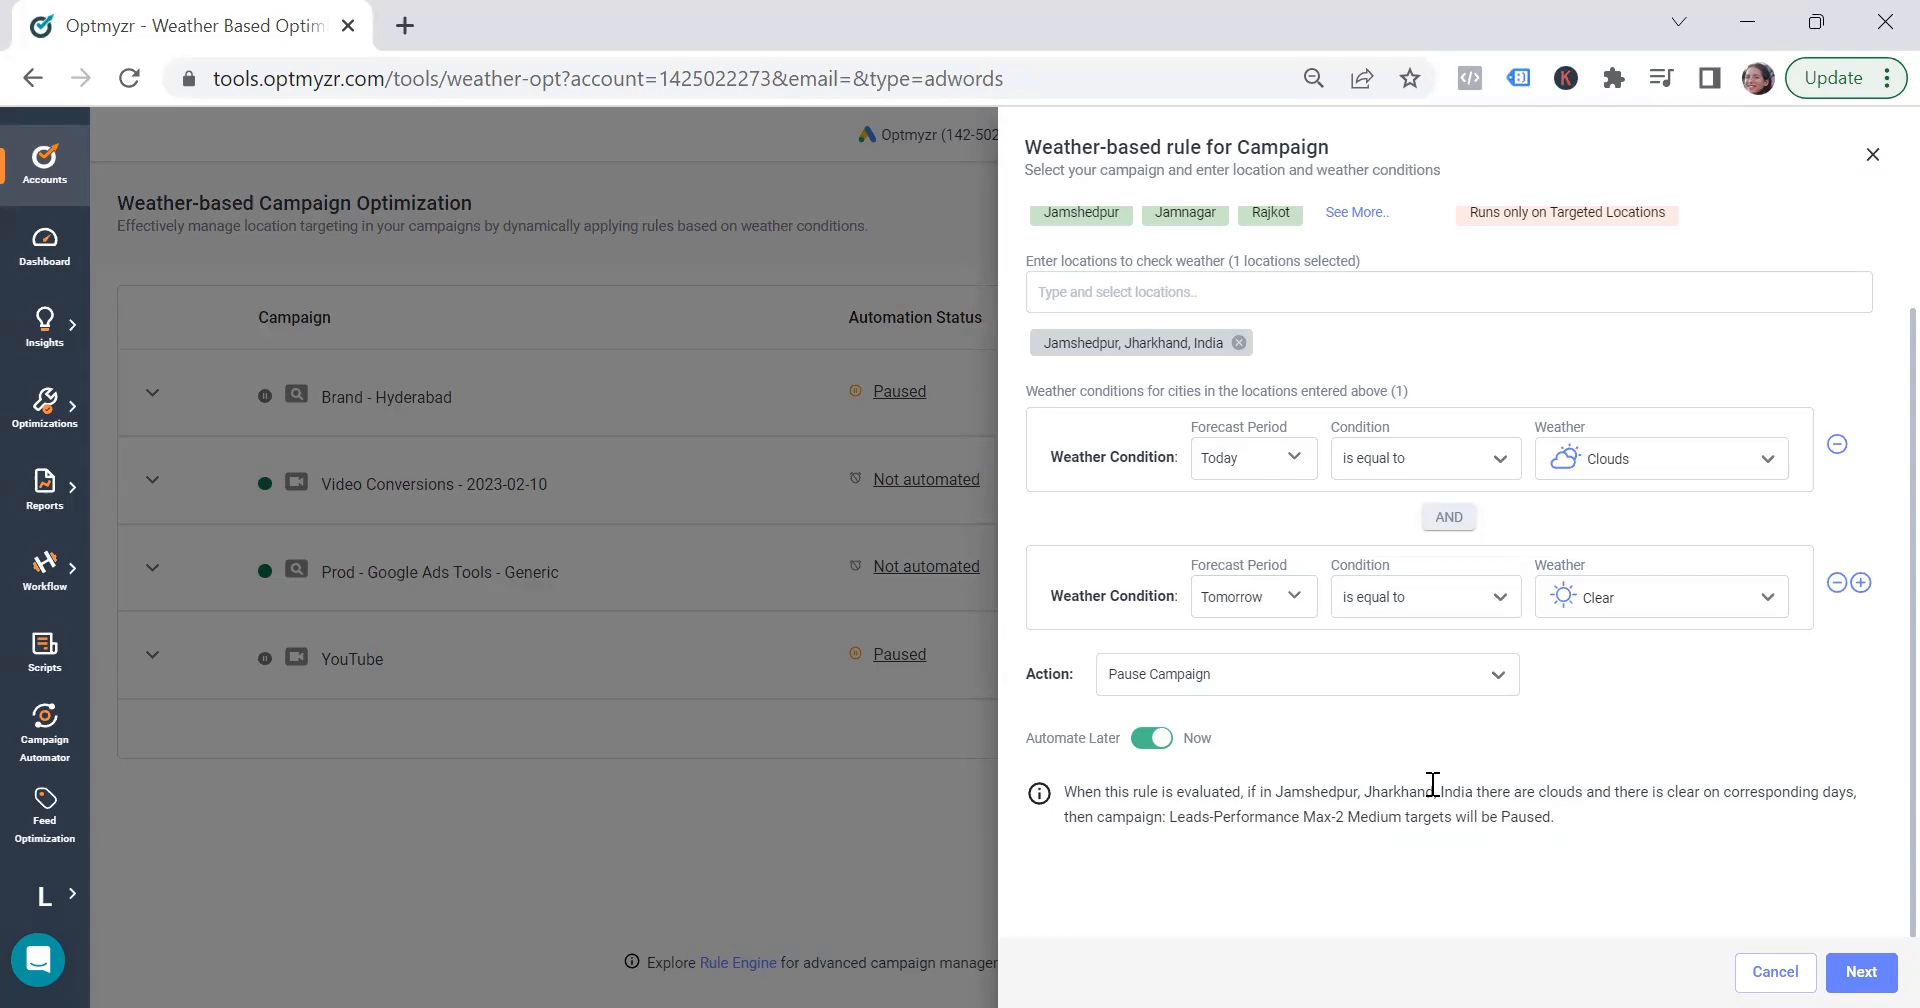 Optmyzr - Weather Based Optim
tools.optmyzr.com/tools/weather-opt?account=1425022273&email=&type=adwords
K
Update
Accounts
Dashboard
Insights
Optimizations
Reports
Workflow
Scripts
Campaign
Automator
Feed
Optimization
L
Optmyzr (142-502
Weather-based Campaign Optimization
Effectively manage location targeting in your campaigns by dynamically applying rules based on weather conditions.
Campaign Automation Status
Brand - Hyderabad Paused
Video Conversions - 2023-02-10 Not automated
Prod - Google Ads Tools - Generic Not automated
YouTube Paused
Explore Rule Engine for advanced campaign manager
Weather-based rule for Campaign
Select your campaign and enter location and weather conditions
Jamshedpur Jamnagar Rajkot See More.. Runs only on Targeted Locations
Enter locations to check weather (1 locations selected)
Type and select locations..
Jamshedpur, Jharkhand, India
Weather conditions for cities in the locations entered above (1)
Forecast Period Condition Weather
Weather Condition: Today is equal to Clouds
AND
Forecast Period Condition Weather
Weather Condition: Tomorrow is equal to Clear
Action: Pause Campaign
Automate Later Now
When this rule is evaluated, if in Jamshedpur, Jharkhand, India there are clouds and there is clear on corresponding days,
then campaign: Leads-Performance Max-2 Medium targets will be Paused.
Cancel Next